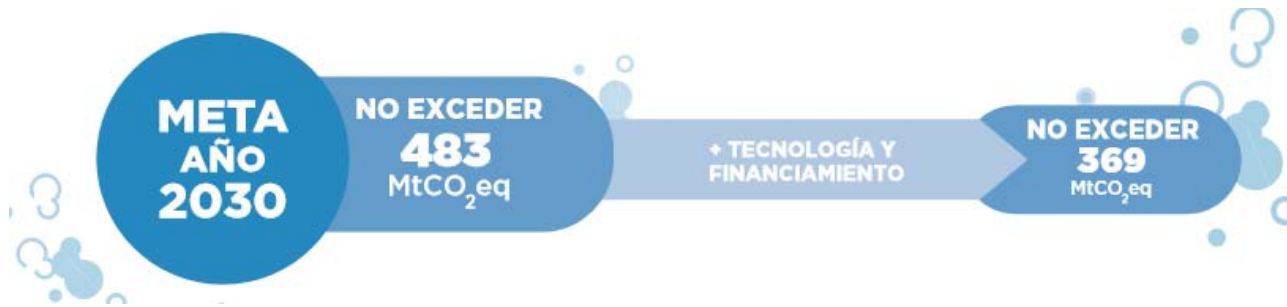 META
AÑO
2030
NO EXCEDER
483
MtCO₂eq
+ TECNOLOGÍA Y
FINANCIAMIENTO
NO EXCEDER
369
MtCO₂eq